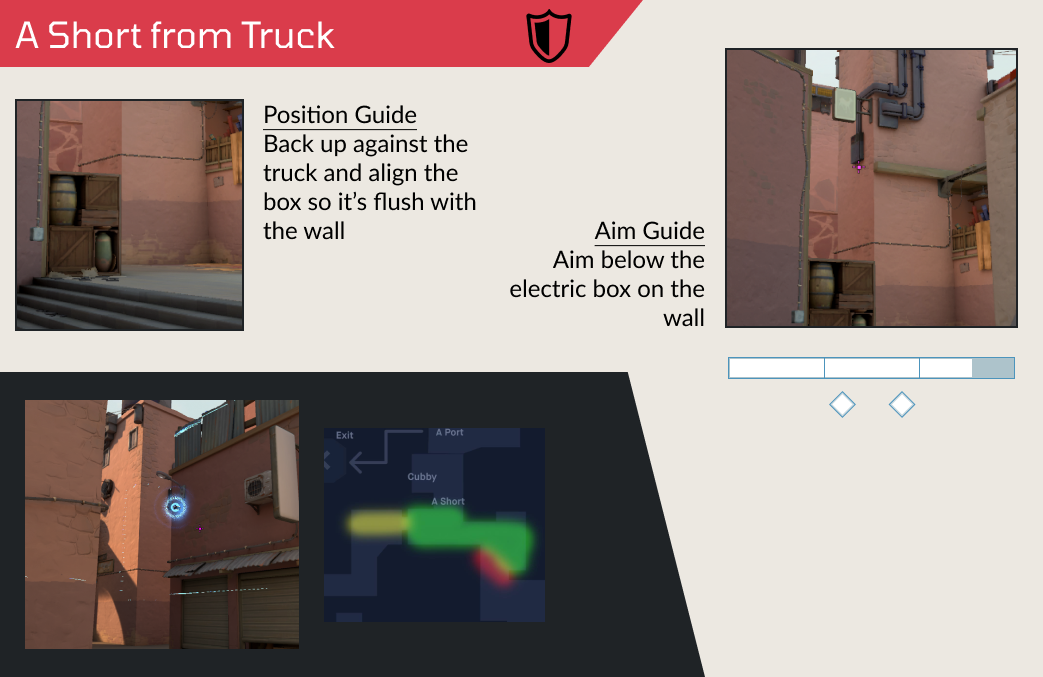 A Short from Truck
Position Guide
Back up against the
truck and align the
box so it’s flush with
the wall
Aim Guide
Aim below the
electric box on the
wall
Exit
A Port
Cubby
A Short